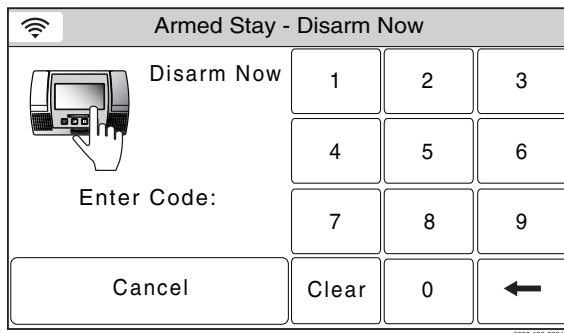 Armed Stay - Disarm Now
Disarm Now
Enter Code:
1 2 3
4 5 6
7 8 9
Cancel Clear 0